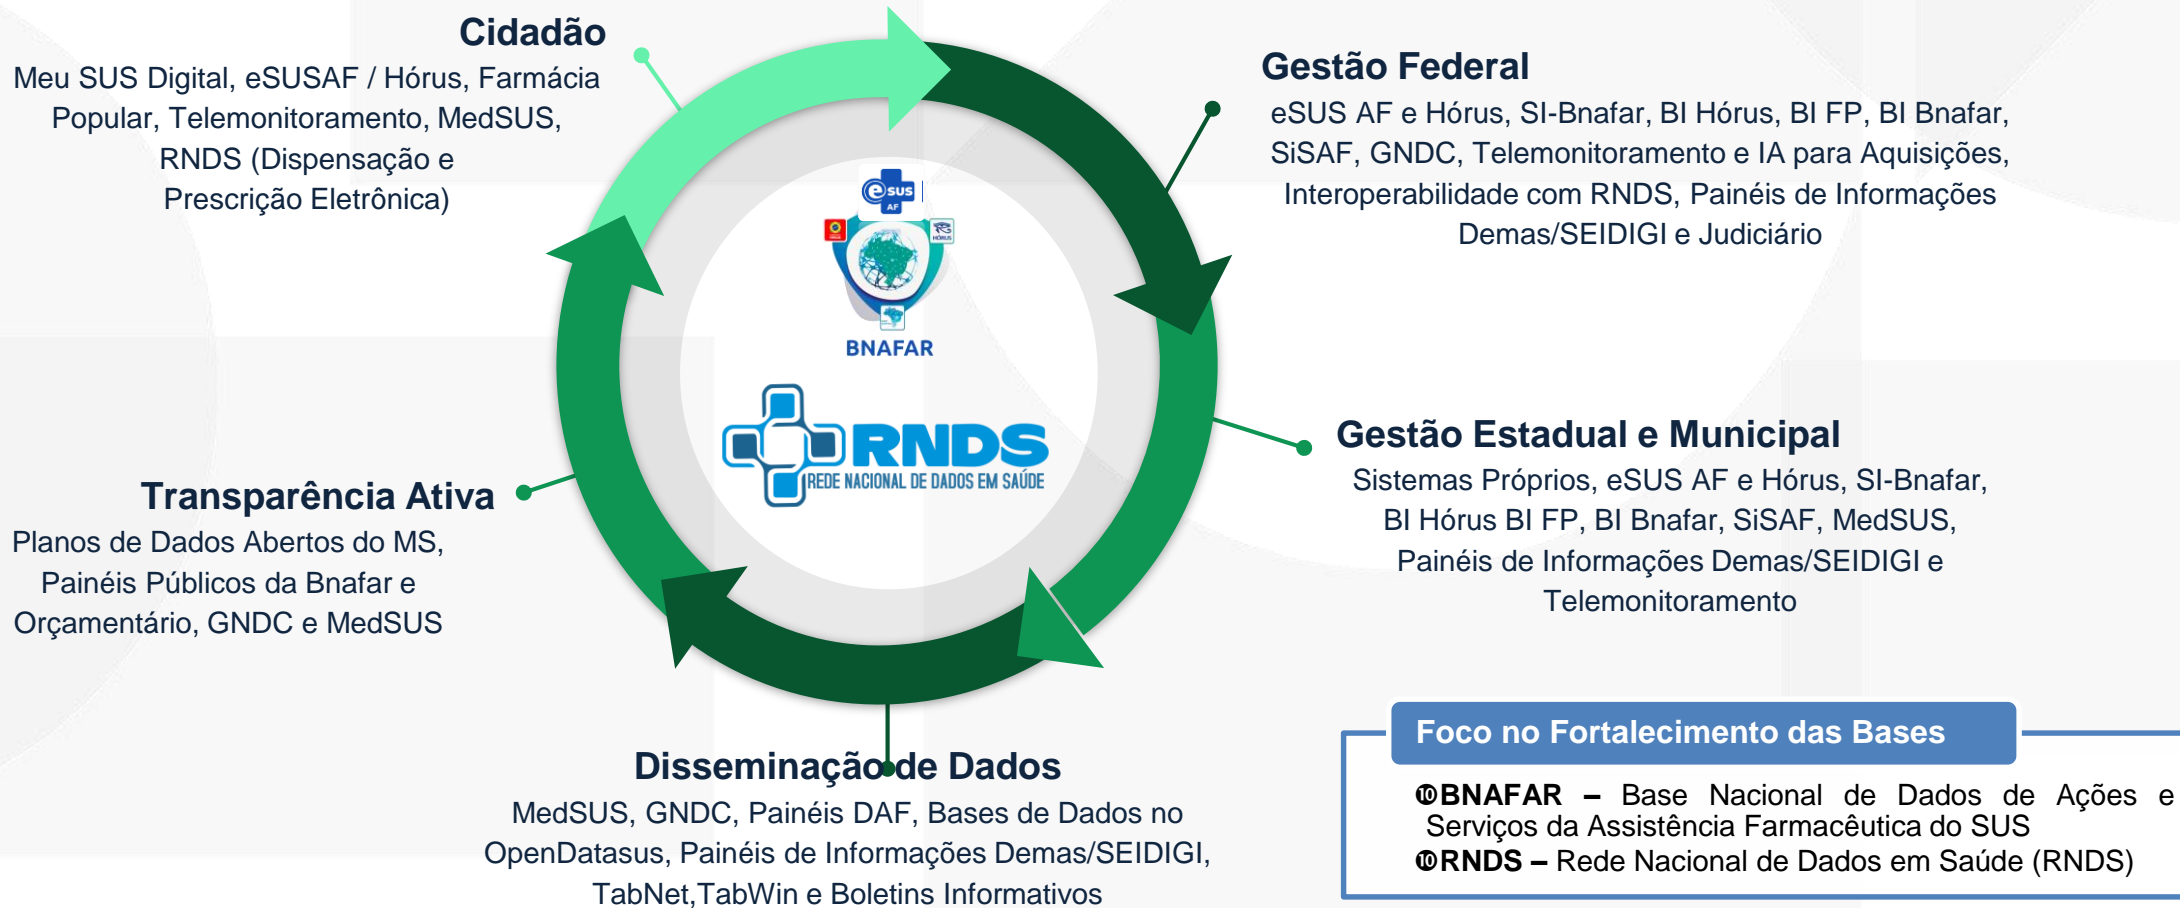 Cidadão
Meu SUS Digital, eSUSAF / Hórus, Farmácia
Popular, Telemonitoramento, MedSUS,
RNDS (Dispensação e
Prescrição Eletrônica)
Gestão Federal
eSUS AF e Hórus, SI-Bnafar, BI Hórus, BI FP, BI Bnafar,
SiSAF, GNDC, Telemonitoramento e IA para Aquisições,
Interoperabilidade com RNDS, Painéis de Informações
Demas/SEIDIGI e Judiciário
eSUS
AF
HÓRUS
BNAFAR
RNDS
REDE NACIONAL DE DADOS EM SAÚDE
Gestão Estadual e Municipal
Sistemas Próprios, eSUS AF e Hórus, SI-Bnafar,
BI Hórus BI FP, BI Bnafar, SiSAF, MedSUS,
Painéis de Informações Demas/SEIDIGI e
Telemonitoramento
Transparência Ativa
Planos de Dados Abertos do MS,
Painéis Públicos da Bnafar e
Orçamentário, GNDC e MedSUS
Disseminação de Dados
MedSUS, GNDC, Painéis DAF, Bases de Dados no
OpenDatasus, Painéis de Informações Demas/SEIDIGI,
TabNet,TabWin e Boletins Informativos
Foco no Fortalecimento das Bases
❿BNAFAR – Base Nacional de Dados de Ações e
Serviços da Assistência Farmacêutica do SUS
❿RNDS – Rede Nacional de Dados em Saúde (RNDS)